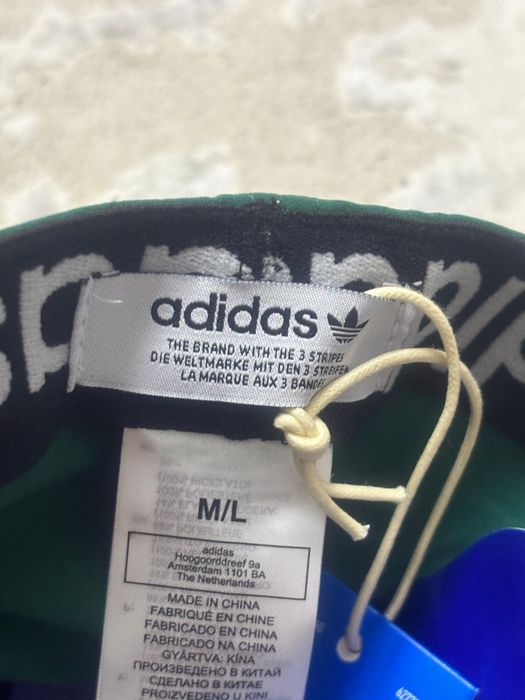 adidas
THE BRAND WITH THE 3 STRIPES
DIE WELTMARKE MIT DEN 3 STREIFEN
LA MARQUE AUX 3 BANDES
M/L
adidas
Hoogoorddreef 9a
Amsterdam 1101 BA
The Netherlands
MADE IN CHINA
FABRIQUÉ EN CHINE
FABRICADO EN CHINA
FABRICADO NA CHINA
GYÁRTVA: KÍNA
ПРОИЗВЕДЕНО В КИТАЙ
СДЕЛАНО В КИТАЕ
PROIZVEDENO U KINI